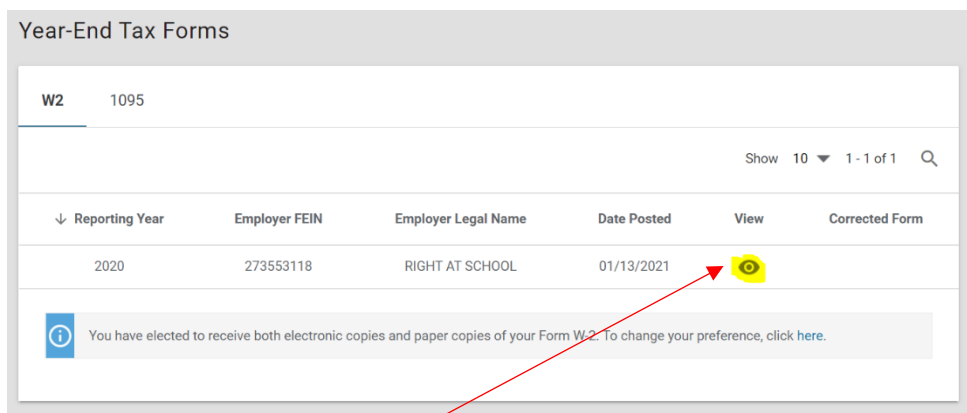 Year-End Tax Forms
W2 1095
Show 10 1 - 1 of 1
Reporting Year Employer FEIN Employer Legal Name Date Posted View Corrected Form
2020 273553118 RIGHT AT SCHOOL 01/13/2021
You have elected to receive both electronic copies and paper copies of your Form W-2. To change your preference, click here.